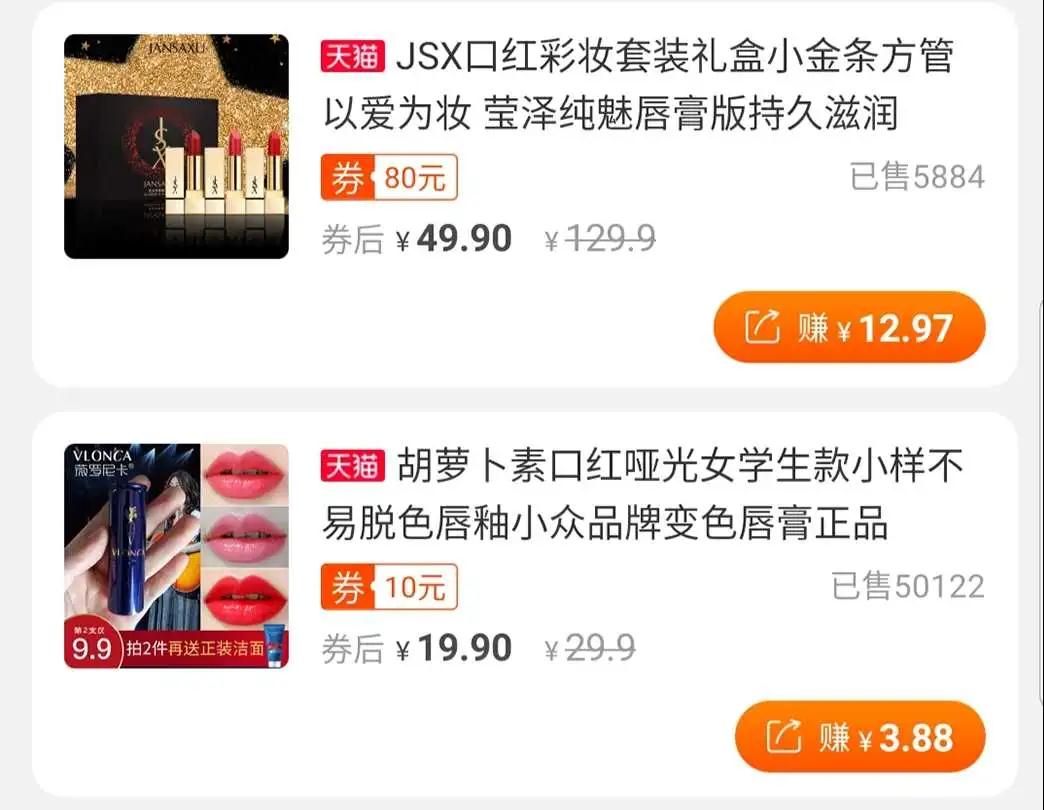 JANSAXU
JSX
天猫 JSX口红彩妆套装礼盒小金条方管
以爱为妆 莹泽纯魅唇膏版持久滋润
券 80元
已售5884
券后 ¥49.90 ¥129.9
赚 ¥12.97
VLONCA
薇罗尼卡®
天猫 胡萝卜素口红哑光女学生款小样不
易脱色唇釉小众品牌变色唇膏正品
券 10元
已售50122
第2支仅
9.9
拍2件再送正装洁面
券后 ¥19.90 ¥29.9
赚 ¥3.88